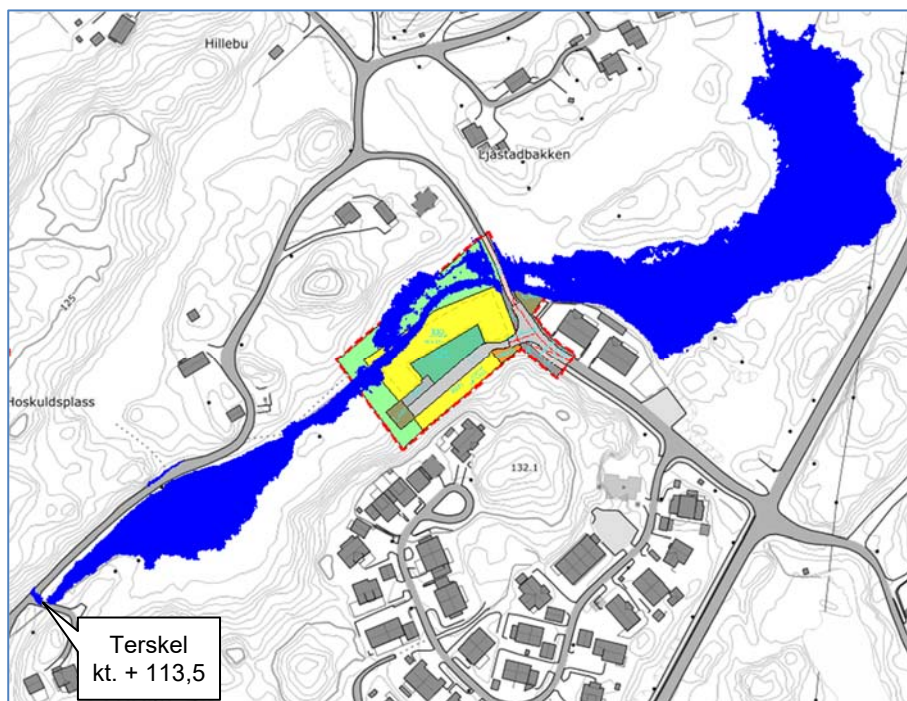 Hillebu
Ljåstadbakken
125
Hoskuldsplass
132.1
Terskel
kt. + 113,5